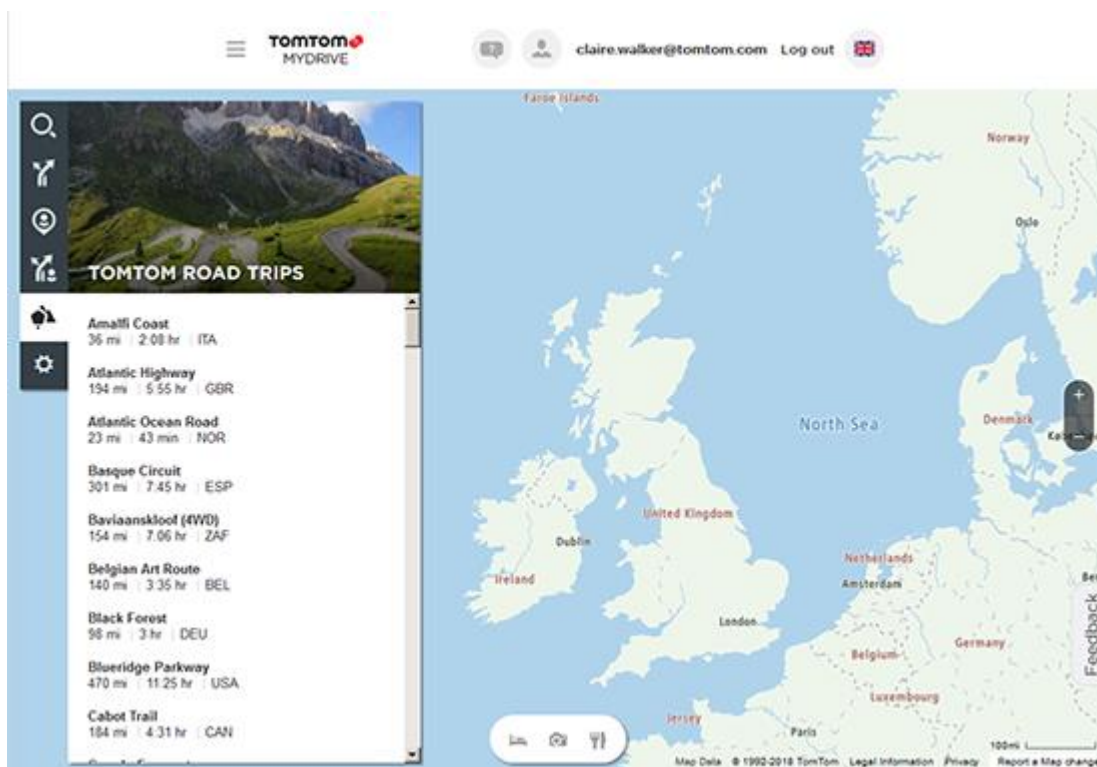 TOMTOM
MYDRIVE
claire.walker@tomtom.com Log out
TOMTOM ROAD TRIPS
Amalfi Coast
36 mi 2:08 hr ITA
Atlantic Highway
194 mi 5:55 hr GBR
Atlantic Ocean Road
23 mi 43 min NOR
Basque Circuit
301 mi 7:45 hr ESP
Baviaanskloof (4WD)
154 mi 7:06 hr ZAF
Belgian Art Route
140 mi 3:35 hr BEL
Black Forest
98 mi 3 hr DEU
Blueridge Parkway
470 mi 11:25 hr USA
Cabot Trail
184 mi 4:31 hr CAN
Faroe Islands
Norway
Oslo
North Sea
Denmark
United Kingdom
Dublin
Ireland
Netherlands
Amsterdam
London
Belgium
Germany
Luxembourg
Jersey
Paris
Feedback
100mi
Map Data © 1992-2018 TomTom Legal Information Privacy Report a Map change